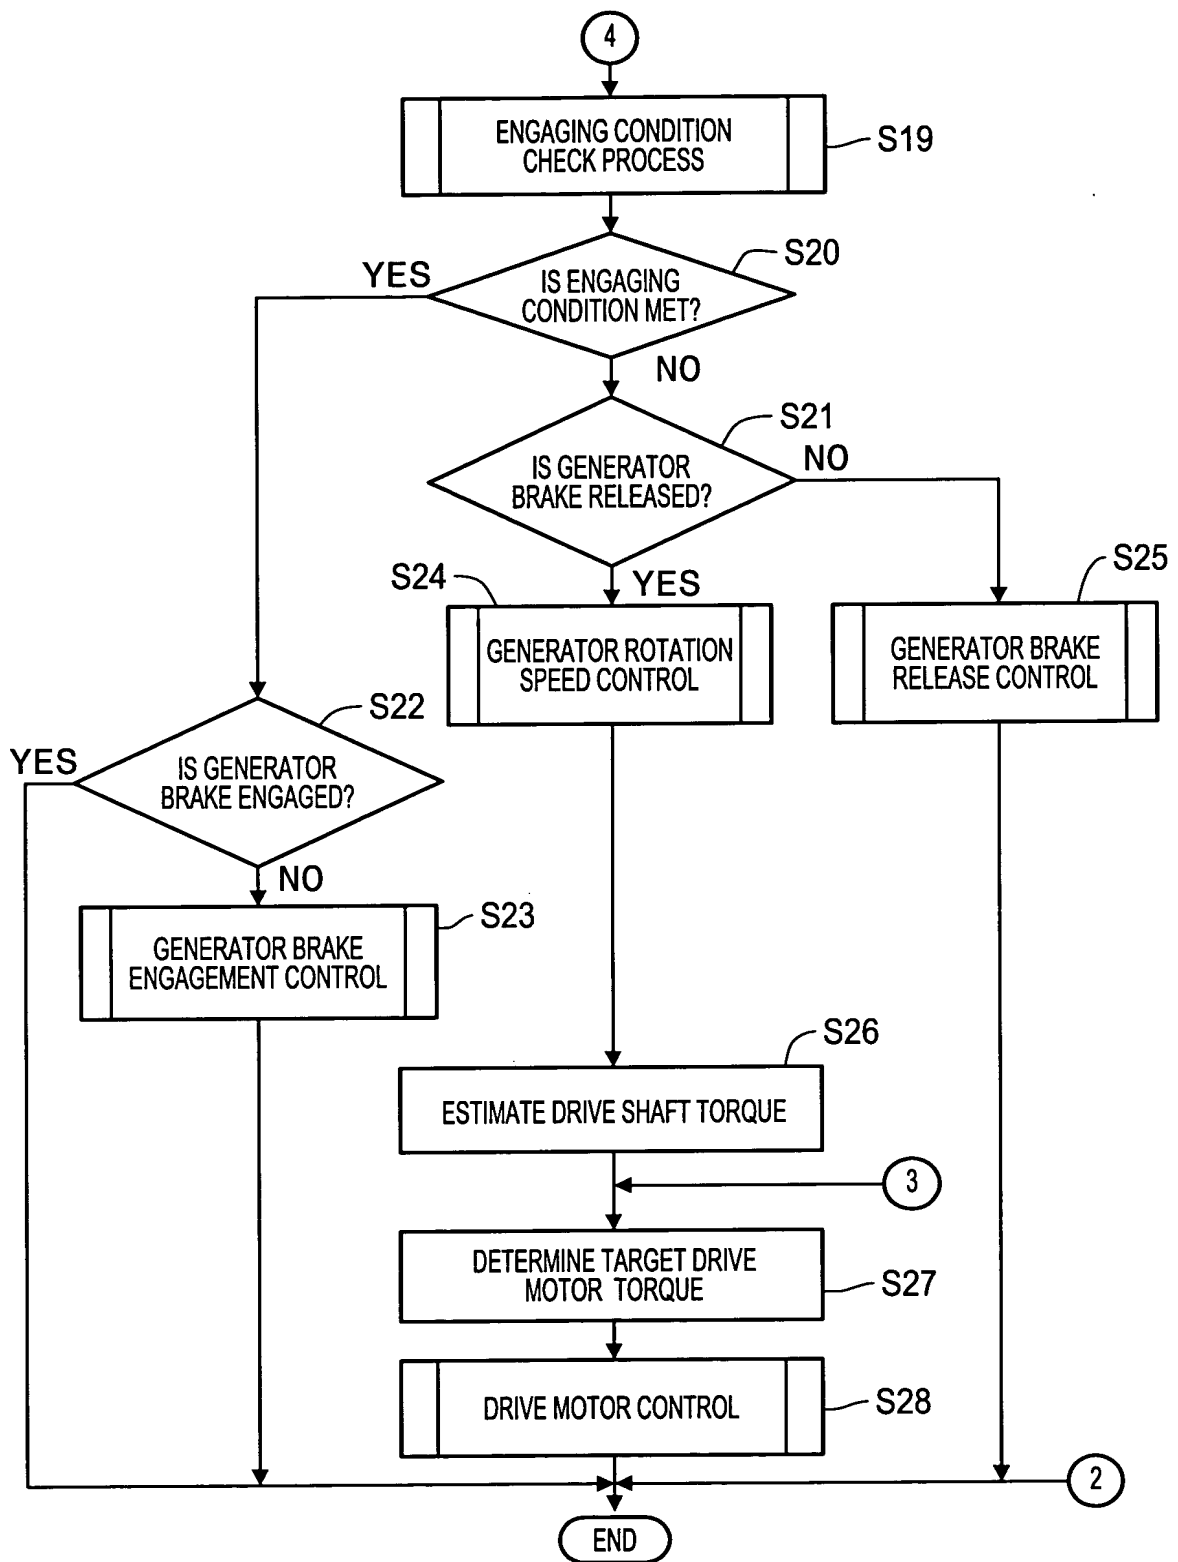 4
ENGAGING CONDITION
CHECK PROCESS
S19
S20
YES
IS ENGAGING
CONDITION MET?
NO
S21
IS GENERATOR
BRAKE RELEASED?
NO
S24
YES
S25
GENERATOR ROTATION
SPEED CONTROL
GENERATOR BRAKE
RELEASE CONTROL
S22
YES
IS GENERATOR
BRAKE ENGAGED?
NO
S23
GENERATOR BRAKE
ENGAGEMENT CONTROL
S26
ESTIMATE DRIVE SHAFT TORQUE
3
DETERMINE TARGET DRIVE
MOTOR TORQUE
S27
DRIVE MOTOR CONTROL
S28
2
END